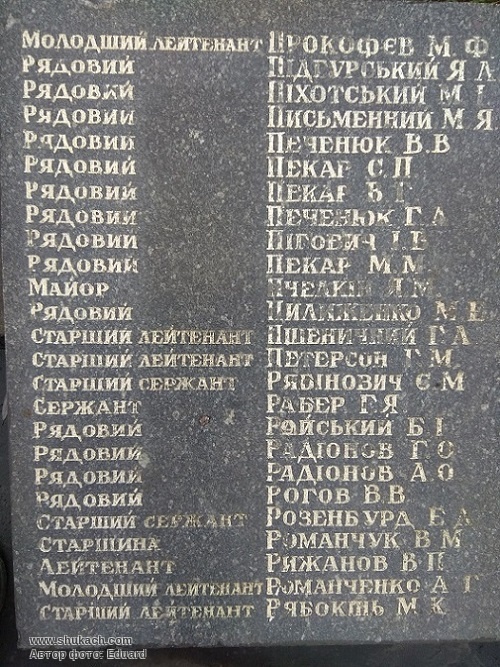 Молодший лейтенант Прокофєв М Ф
Рядовий Підгурський Я Л
Рядовий Піхотський М І
Рядовий Письменний М Я
Рядовий Печенюк В.В
Рядовий Пекар С.П
Рядовий Пекар Б Г
Рядовий Печенюк Г.А
Рядовий Пігович І.В
Рядовий Пекар М.М.
Майор Пчелкін Я М
Рядовий М Е
Старший лейтенант Пшеничний Г Л
Старший лейтенант Петерсон Г М
Старший сержант Рабінович Є.М
Сержант Рабер Г.Я
Рядовий Ройський Б.І
Рядовий Радіонов Г.О
Рядовий Радіонов А.О
Рядовий Рогов В.В.
Старший сержант Розенбурд Е А
Старшина Романчук В М
Лейтенант Рижанов В П
Молодший лейтенант Романченко А Г
Старший лейтенант Рябокінь М К
www.shukach.com
Автор фото: Eduard